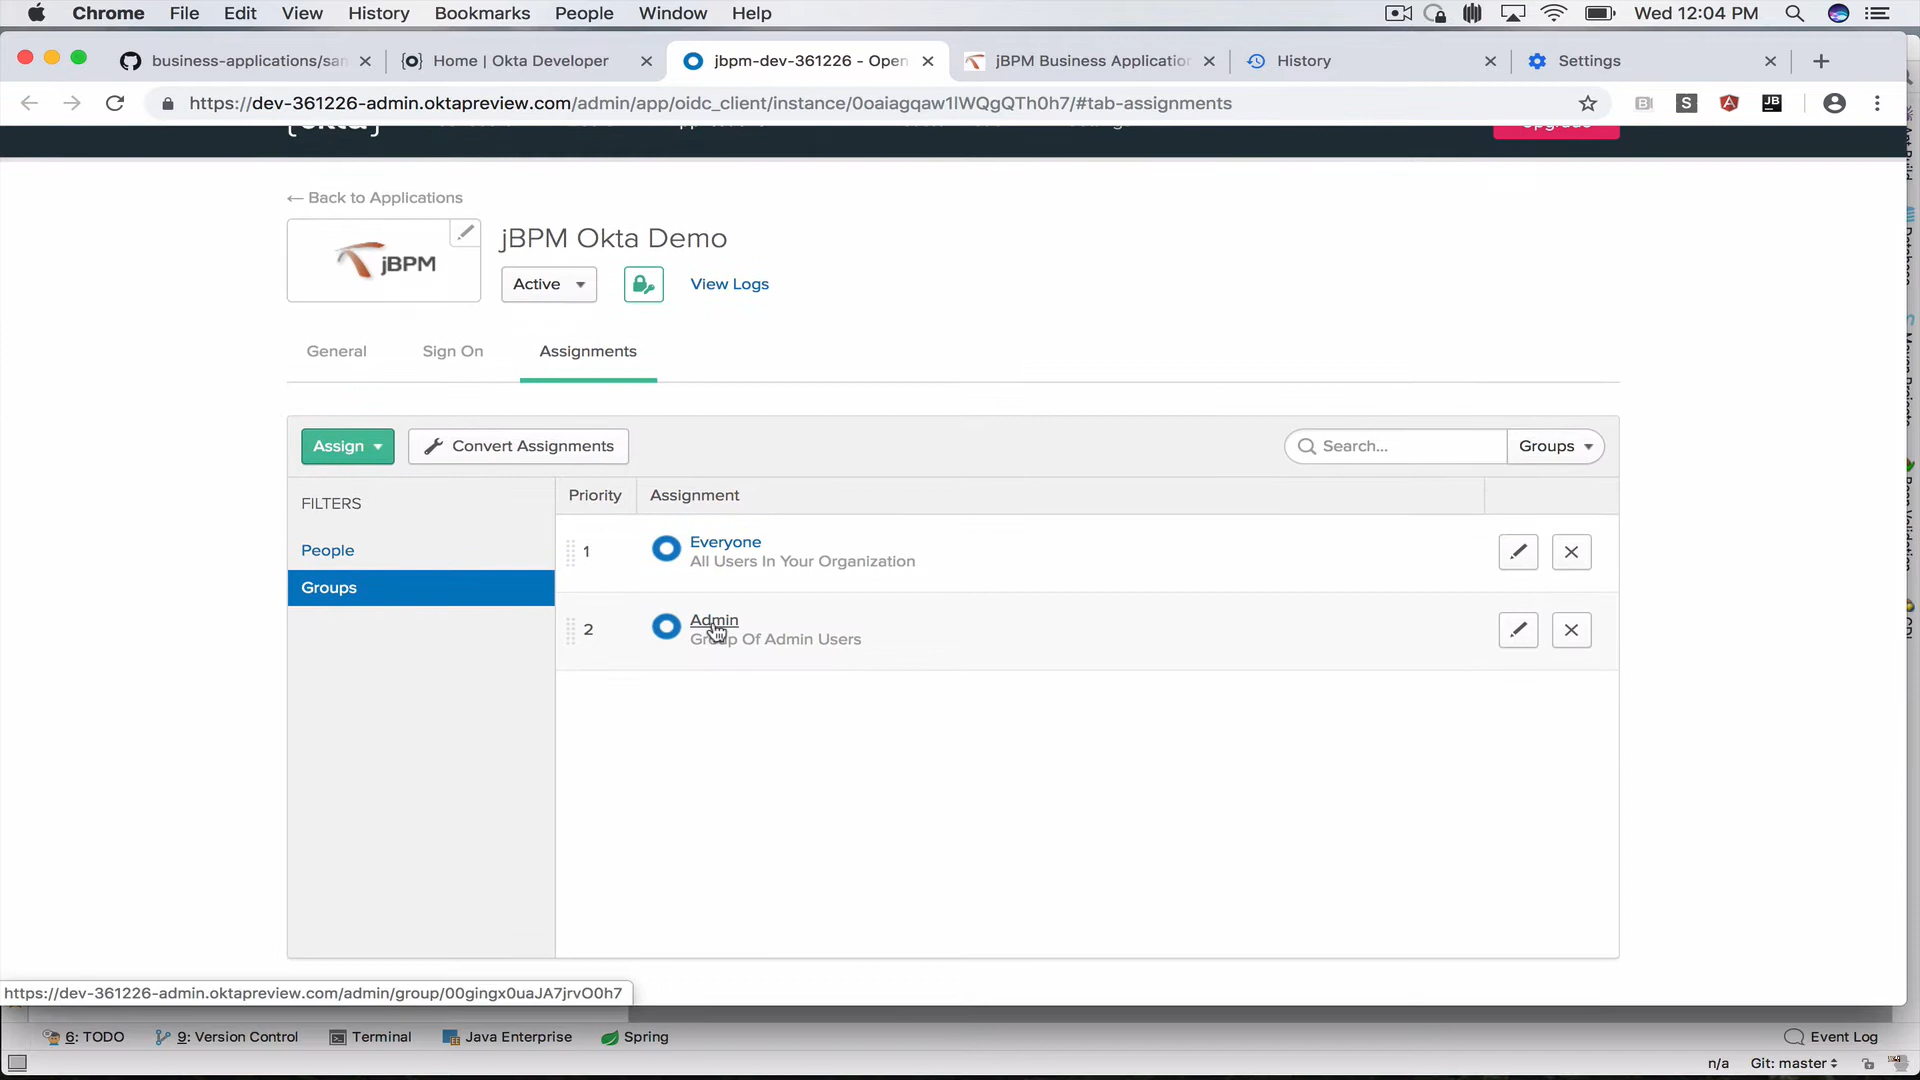 Chrome File Edit View History Bookmarks People Window Help Wed 12:04 PM
business-applications/san Home | Okta Developer jbpm-dev-361226 - Open jBPM Business Application History Settings
https://dev-361226-admin.oktapreview.com/admin/app/oidc_client/instance/0oaiagqaw1lWQgQTh0h7/#tab-assignments
← Back to Applications
jBPM
jBPM Okta Demo
Active View Logs
General Sign On Assignments
Assign Convert Assignments Search... Groups
FILTERS Priority Assignment
People
Groups
1 Everyone
All Users In Your Organization
2 Admin
Group Of Admin Users
https://dev-361226-admin.oktapreview.com/admin/group/00gingx0uaJA7jrvO0h7
6: TODO 9: Version Control Terminal Java Enterprise Spring Event Log
n/a Git: master